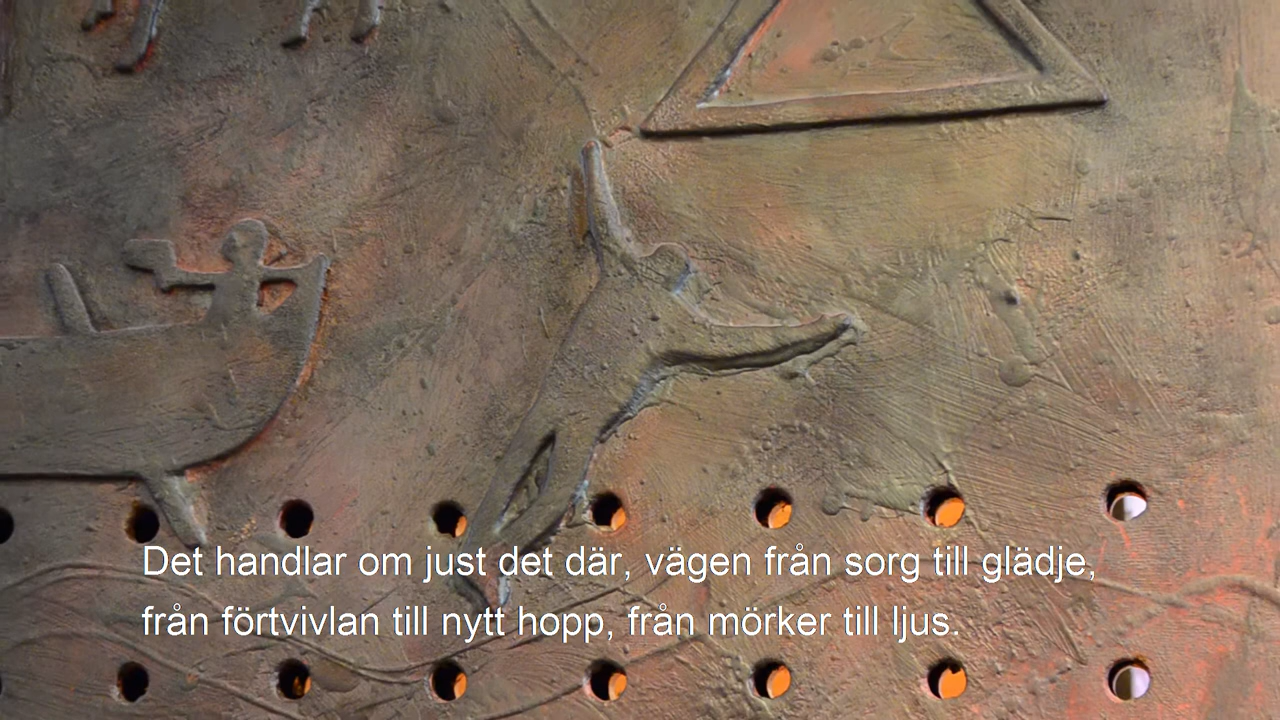 Det handlar om just det där, vägen från sorg till glädje,
från förtvivlan till nytt hopp, från mörker till ljus.